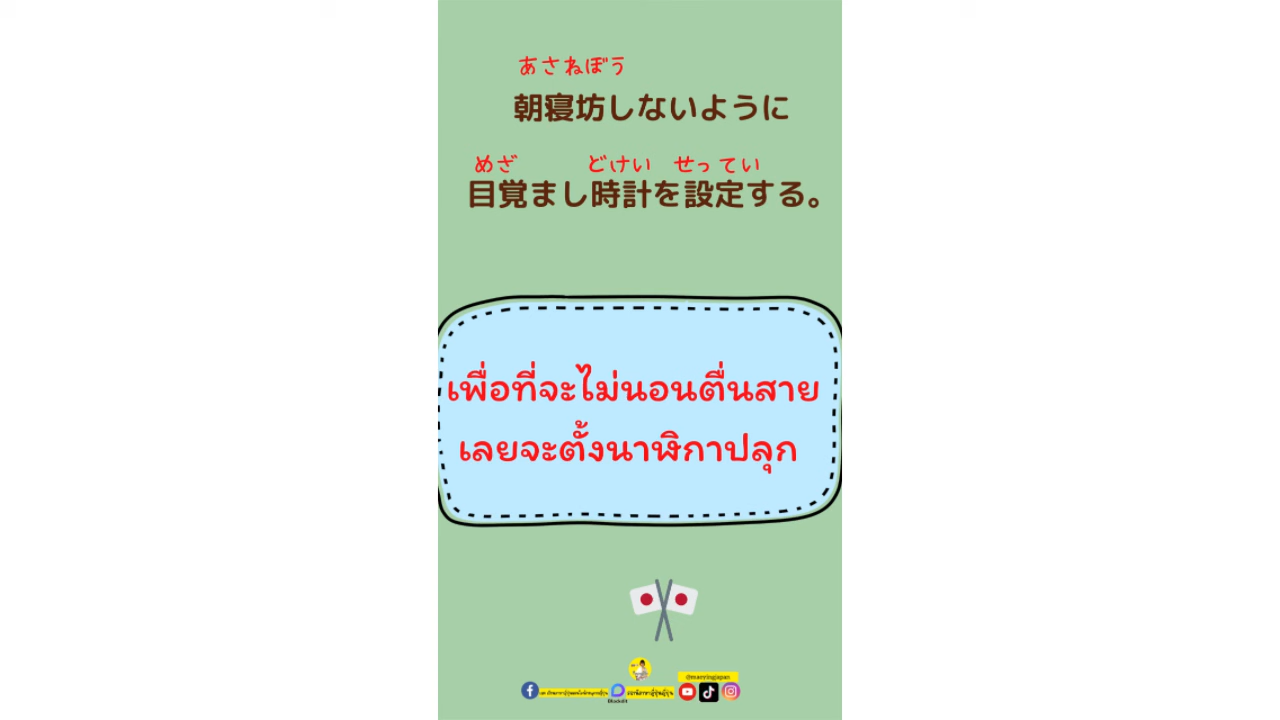 あさねぼう
朝寝坊しないように
めざ どけい せってい
目覚まし時計を設定する。
เพื่อที่จะไม่นอนตื่นสาย
เลยจะตั้งนาฬิกาปลุก
@maeyingjapan
Blockdit